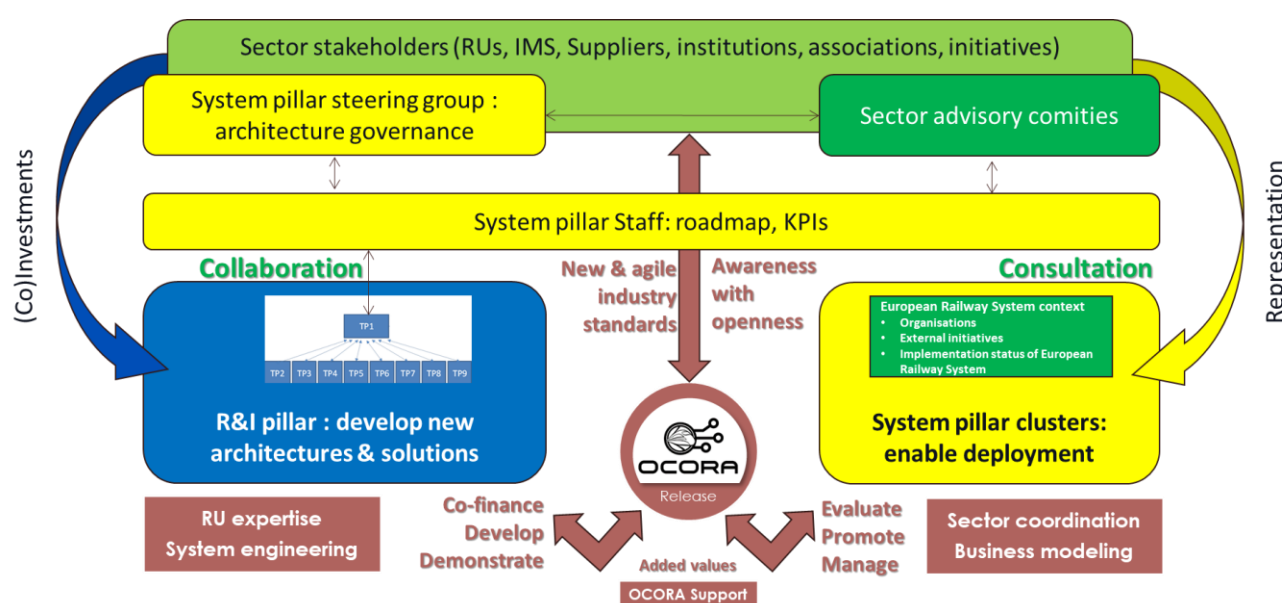 Sector stakeholders (RUs, IMS, Suppliers, institutions, associations, initiatives)
System pillar steering group :
architecture governance
Sector advisory comities
(Co)Investments
Representation
System pillar Staff: roadmap, KPIs
Collaboration
New & agile
industry
standards
Awareness
with
openness
Consultation
TP1
TP2 TP3 TP4 TP5 TP6 TP7 TP8 TP9
R&I pillar : develop new
architectures & solutions
European Railway System context
• Organisations
• External initiatives
• Implementation status of European
Railway System
System pillar clusters:
enable deployment
OCORA
Release
RU expertise
System engineering
Co-finance
Develop
Demonstrate
Added values
OCORA Support
Evaluate
Promote
Manage
Sector coordination
Business modeling